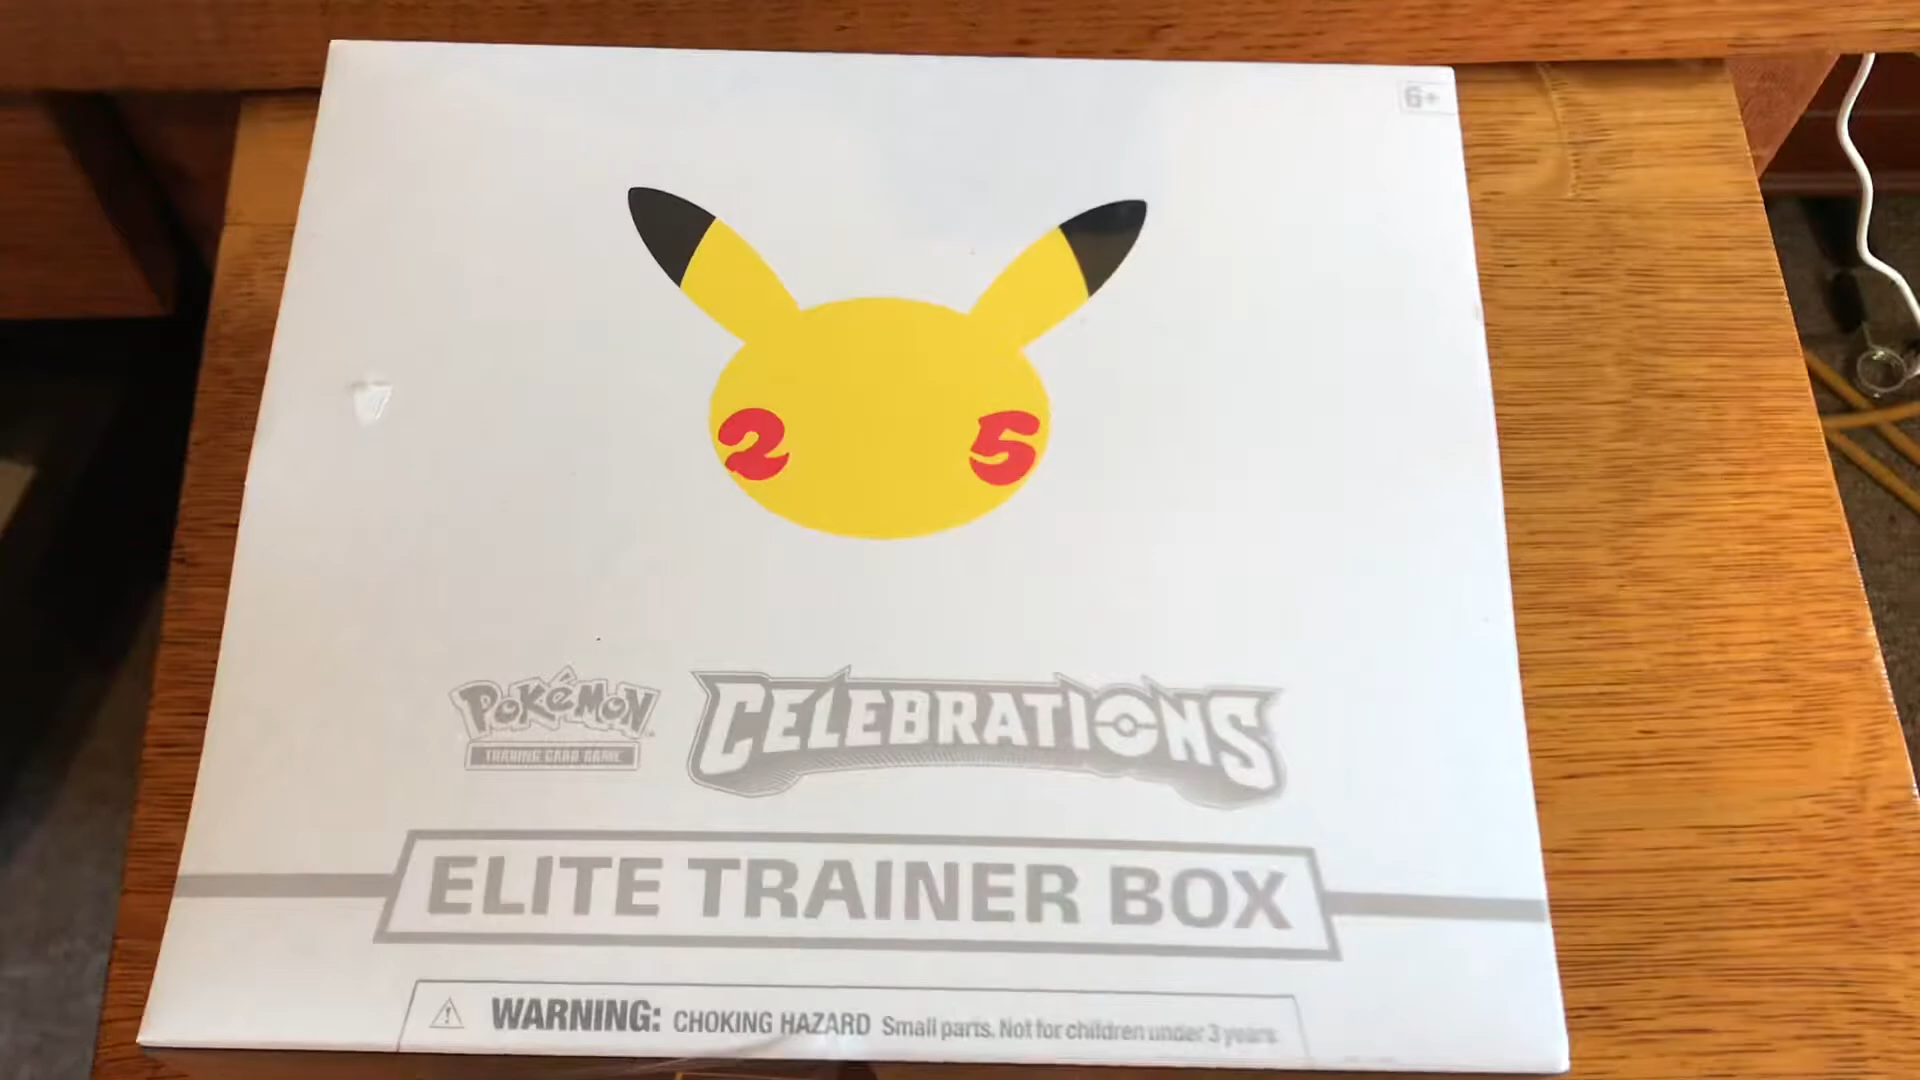 6+
2 5
POKéMON
TRADING CARD GAME
CELEBRATIONS
ELITE TRAINER BOX
WARNING: CHOKING HAZARD Small parts. Not for children under 3 years